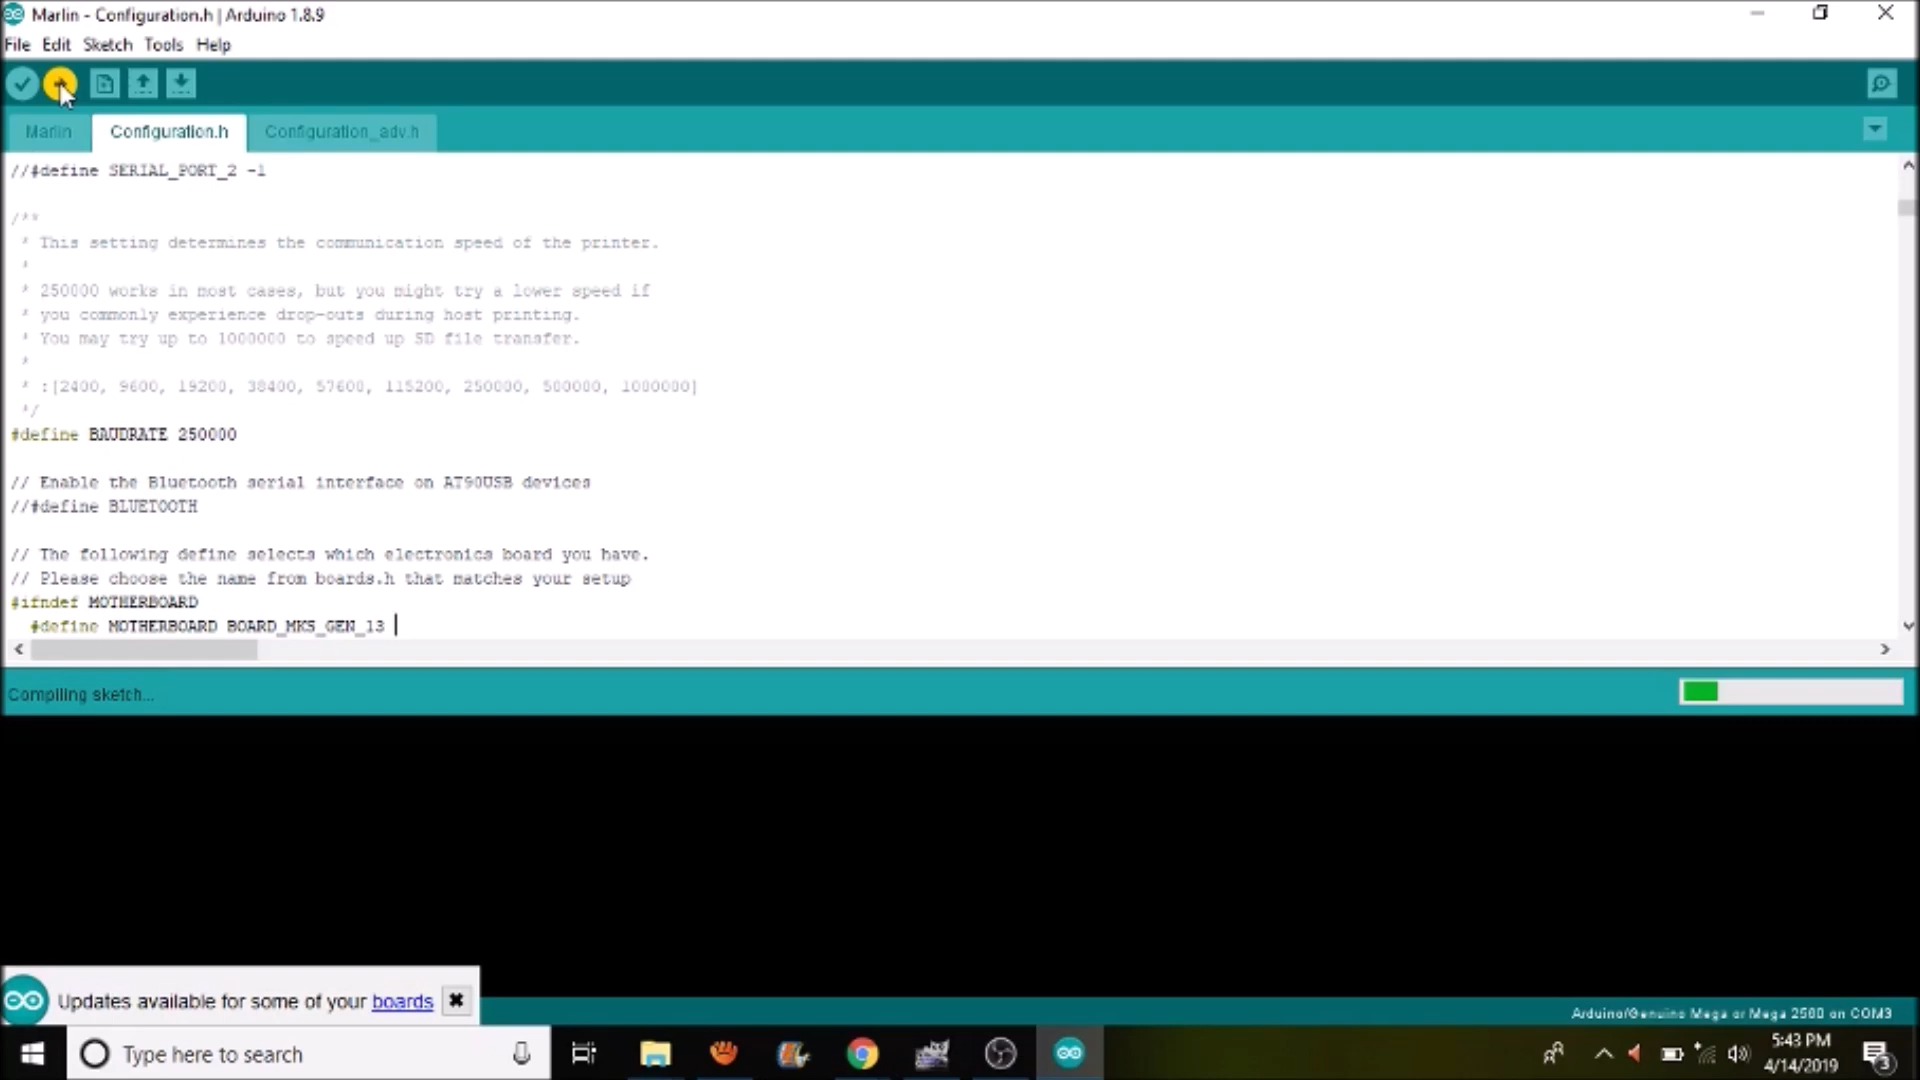 Marlin - Configuration.h | Arduino 1.8.9
File Edit Sketch Tools Help
Marlin Configuration.h Configuration_adv.h
//#define SERIAL_PORT_2 -1
/**
* This setting determines the communication speed of the printer.
*
* 250000 works in most cases, but you might try a lower speed if
* you commonly experience drop-outs during host printing.
* You may try up to 1000000 to speed up SD file transfer.
*
* :[2400, 9600, 19200, 38400, 57600, 115200, 250000, 500000, 1000000]
*/
#define BAUDRATE 250000
// Enable the Bluetooth serial interface on AT90USB devices
//#define BLUETOOTH
// The following define selects which electronics board you have.
// Please choose the name from boards.h that matches your setup
#ifndef MOTHERBOARD
#define MOTHERBOARD BOARD_MKS_GEN_13
Compiling sketch...
Updates available for some of your boards
Arduino/Genuino Mega or Mega 2560 on COM3
Type here to search
5:43 PM
4/14/2019
3